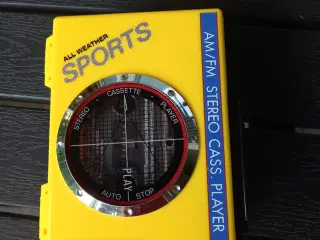 ALL WEATHER
SPORTS
STEREO CASSETTE PLAYER
PLAY
AUTO STOP
AM/FM STEREO CASS. PLAYER